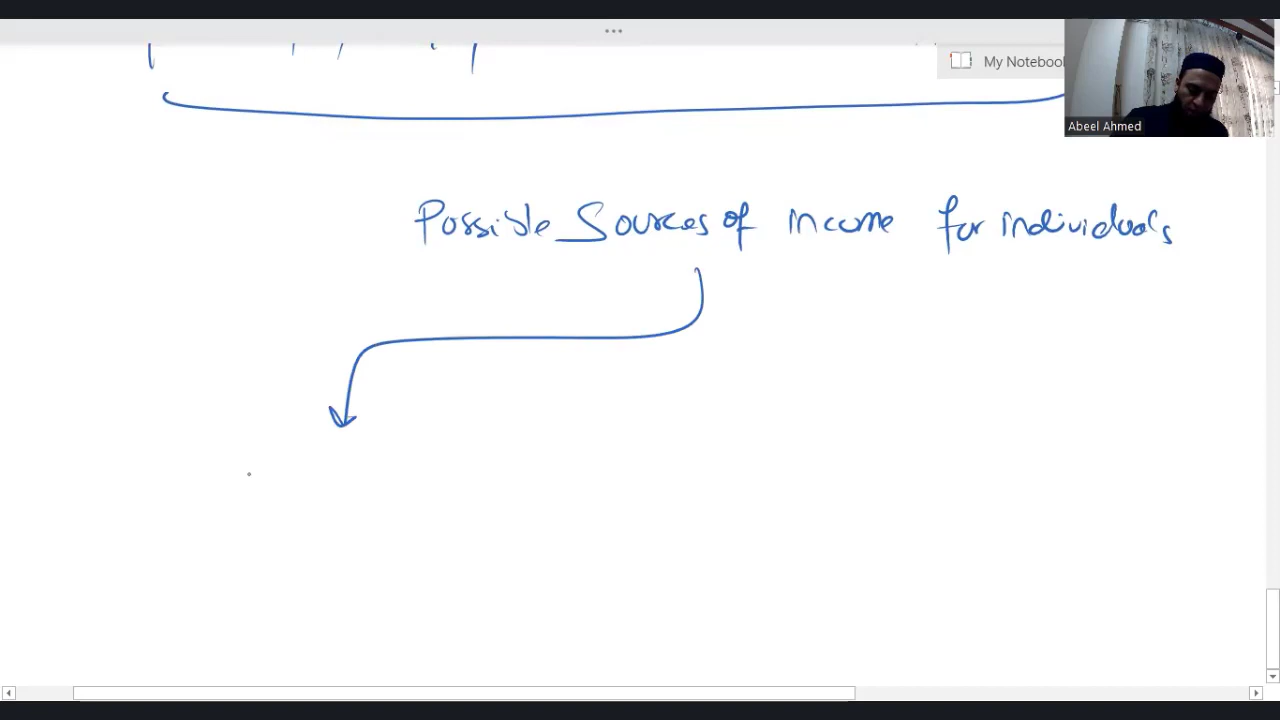 My Notebook
Abeel Ahmed
Possible Sources of income for individuals